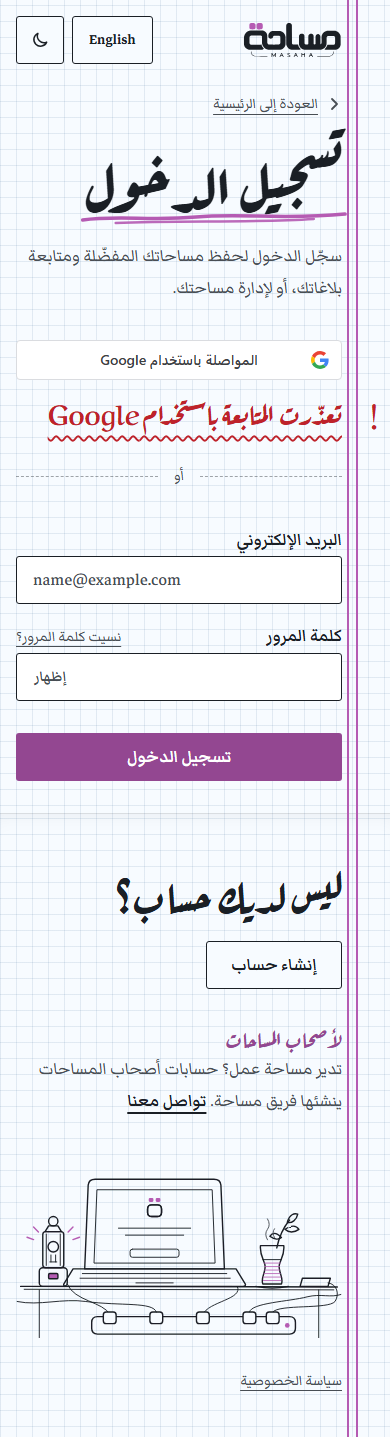 مساحة
MASAHA
English
العودة إلى الرئيسية
تسجيل الدخول
سجّل الدخول لحفظ مساحاتك المفضّلة ومتابعة
بلاغاتك، أو لإدارة مساحتك.
المواصلة باستخدام Google
! تعذّرت المتابعة باستخدام Google
أو
البريد الإلكتروني
name@example.com
كلمة المرور
نسيت كلمة المرور؟
إظهار
تسجيل الدخول
ليس لديك حساب؟
إنشاء حساب
لأصحاب المساحات
تدير مساحة عمل؟ حسابات أصحاب المساحات
ينشئها فريق مساحة. تواصل معنا
سياسة الخصوصية